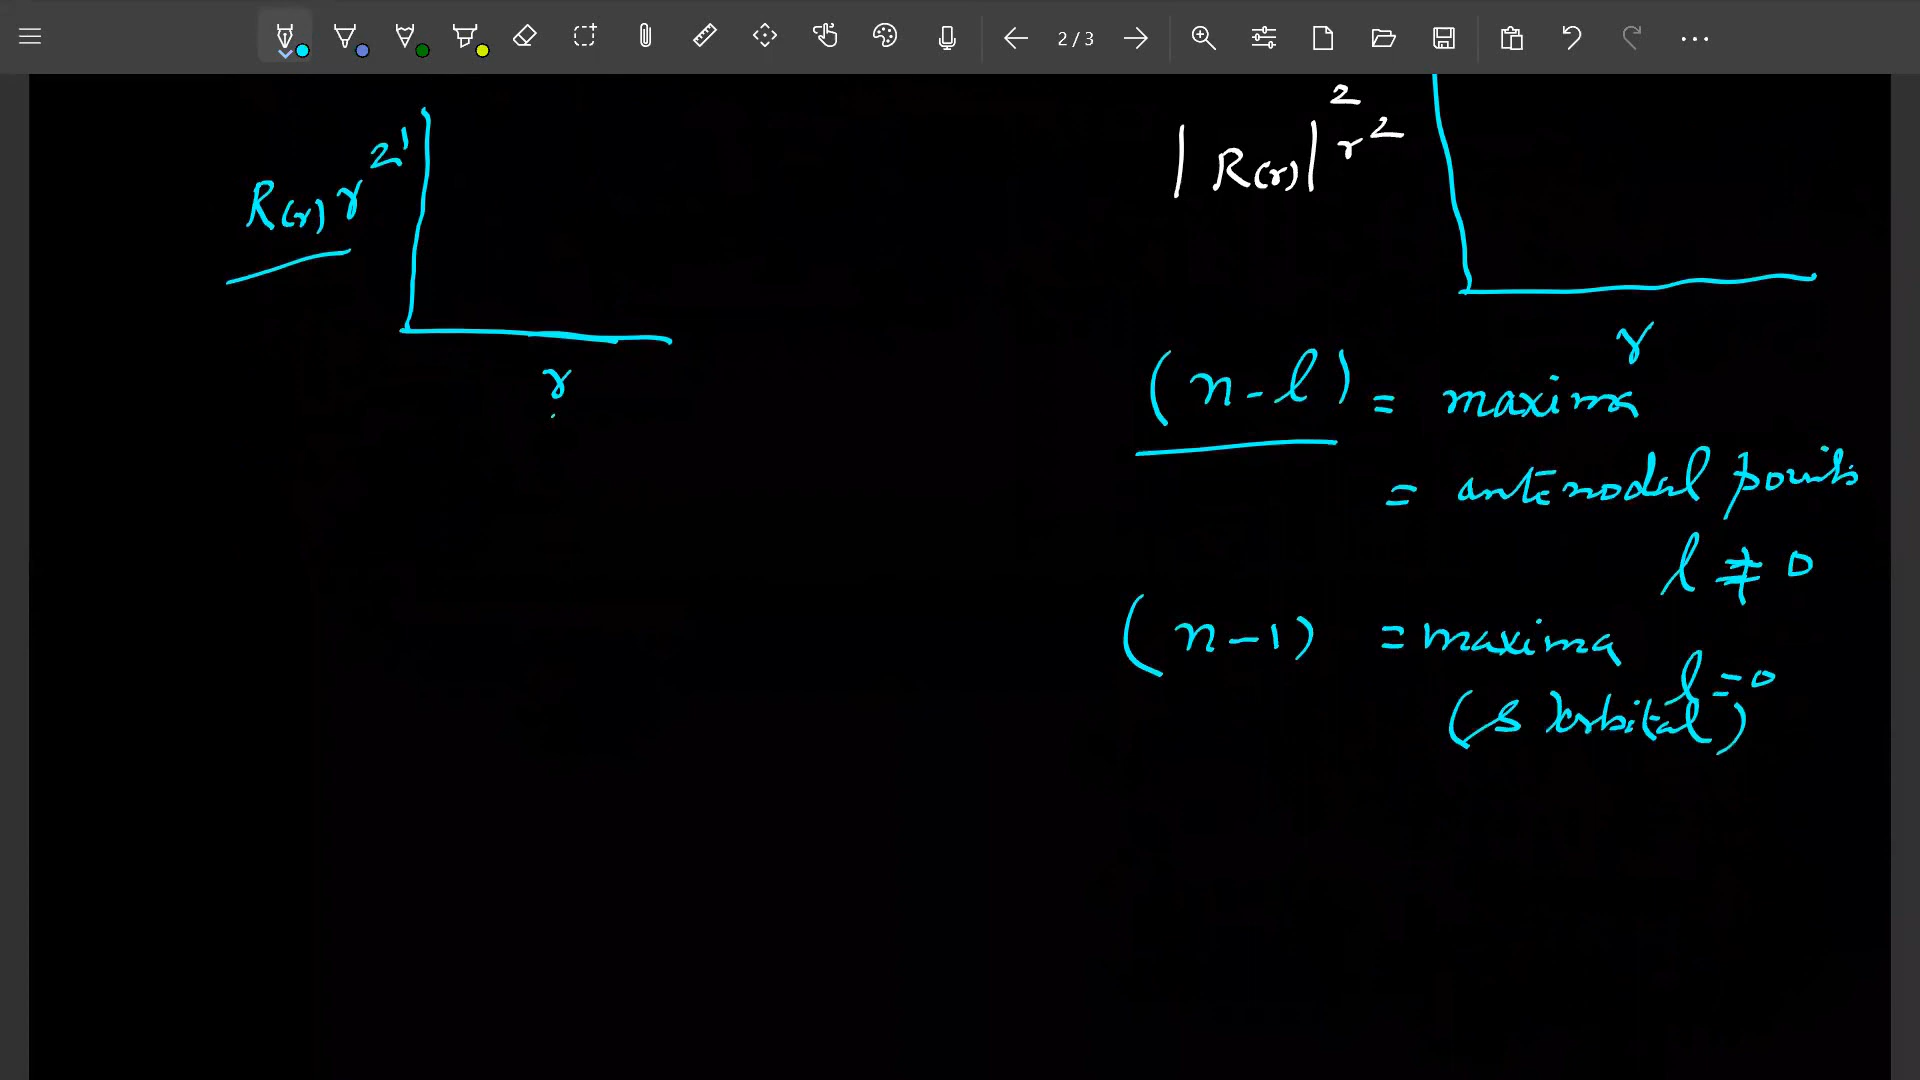 2 / 3
R(r) r^2'
r
|R(r)|^2 r^2
r
(n-l) = maxima
= antinodal points
l ≠ 0
(n-1) = maxima
l=0
(s orbital)